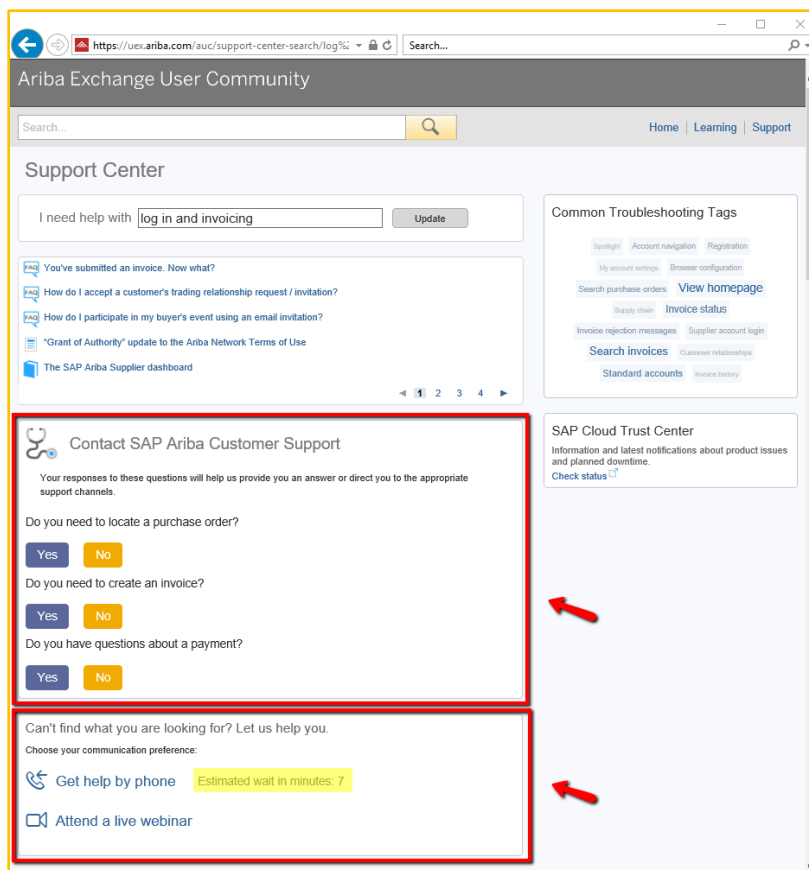 https://uex.ariba.com/auc/support-center-search/log%
Search...
Ariba Exchange User Community
Search...
Home | Learning | Support
Support Center
I need help with log in and invoicing Update
FAQ You've submitted an invoice. Now what?
FAQ How do I accept a customer's trading relationship request / invitation?
FAQ How do I participate in my buyer's event using an email invitation?
"Grant of Authority" update to the Ariba Network Terms of Use
The SAP Ariba Supplier dashboard
1 2 3 4
Common Troubleshooting Tags
Spotlight Account navigation Registration
My account settings Browser configuration
Search purchase orders View homepage
Supply chain Invoice status
Invoice rejection messages Supplier account login
Search invoices Customer relationships
Standard accounts Invoice history
Contact SAP Ariba Customer Support
Your responses to these questions will help us provide you an answer or direct you to the appropriate
support channels.
Do you need to locate a purchase order?
Yes No
Do you need to create an invoice?
Yes No
Do you have questions about a payment?
Yes No
SAP Cloud Trust Center
Information and latest notifications about product issues
and planned downtime.
Check status
Can't find what you are looking for? Let us help you.
Choose your communication preference:
Get help by phone Estimated wait in minutes: 7
Attend a live webinar